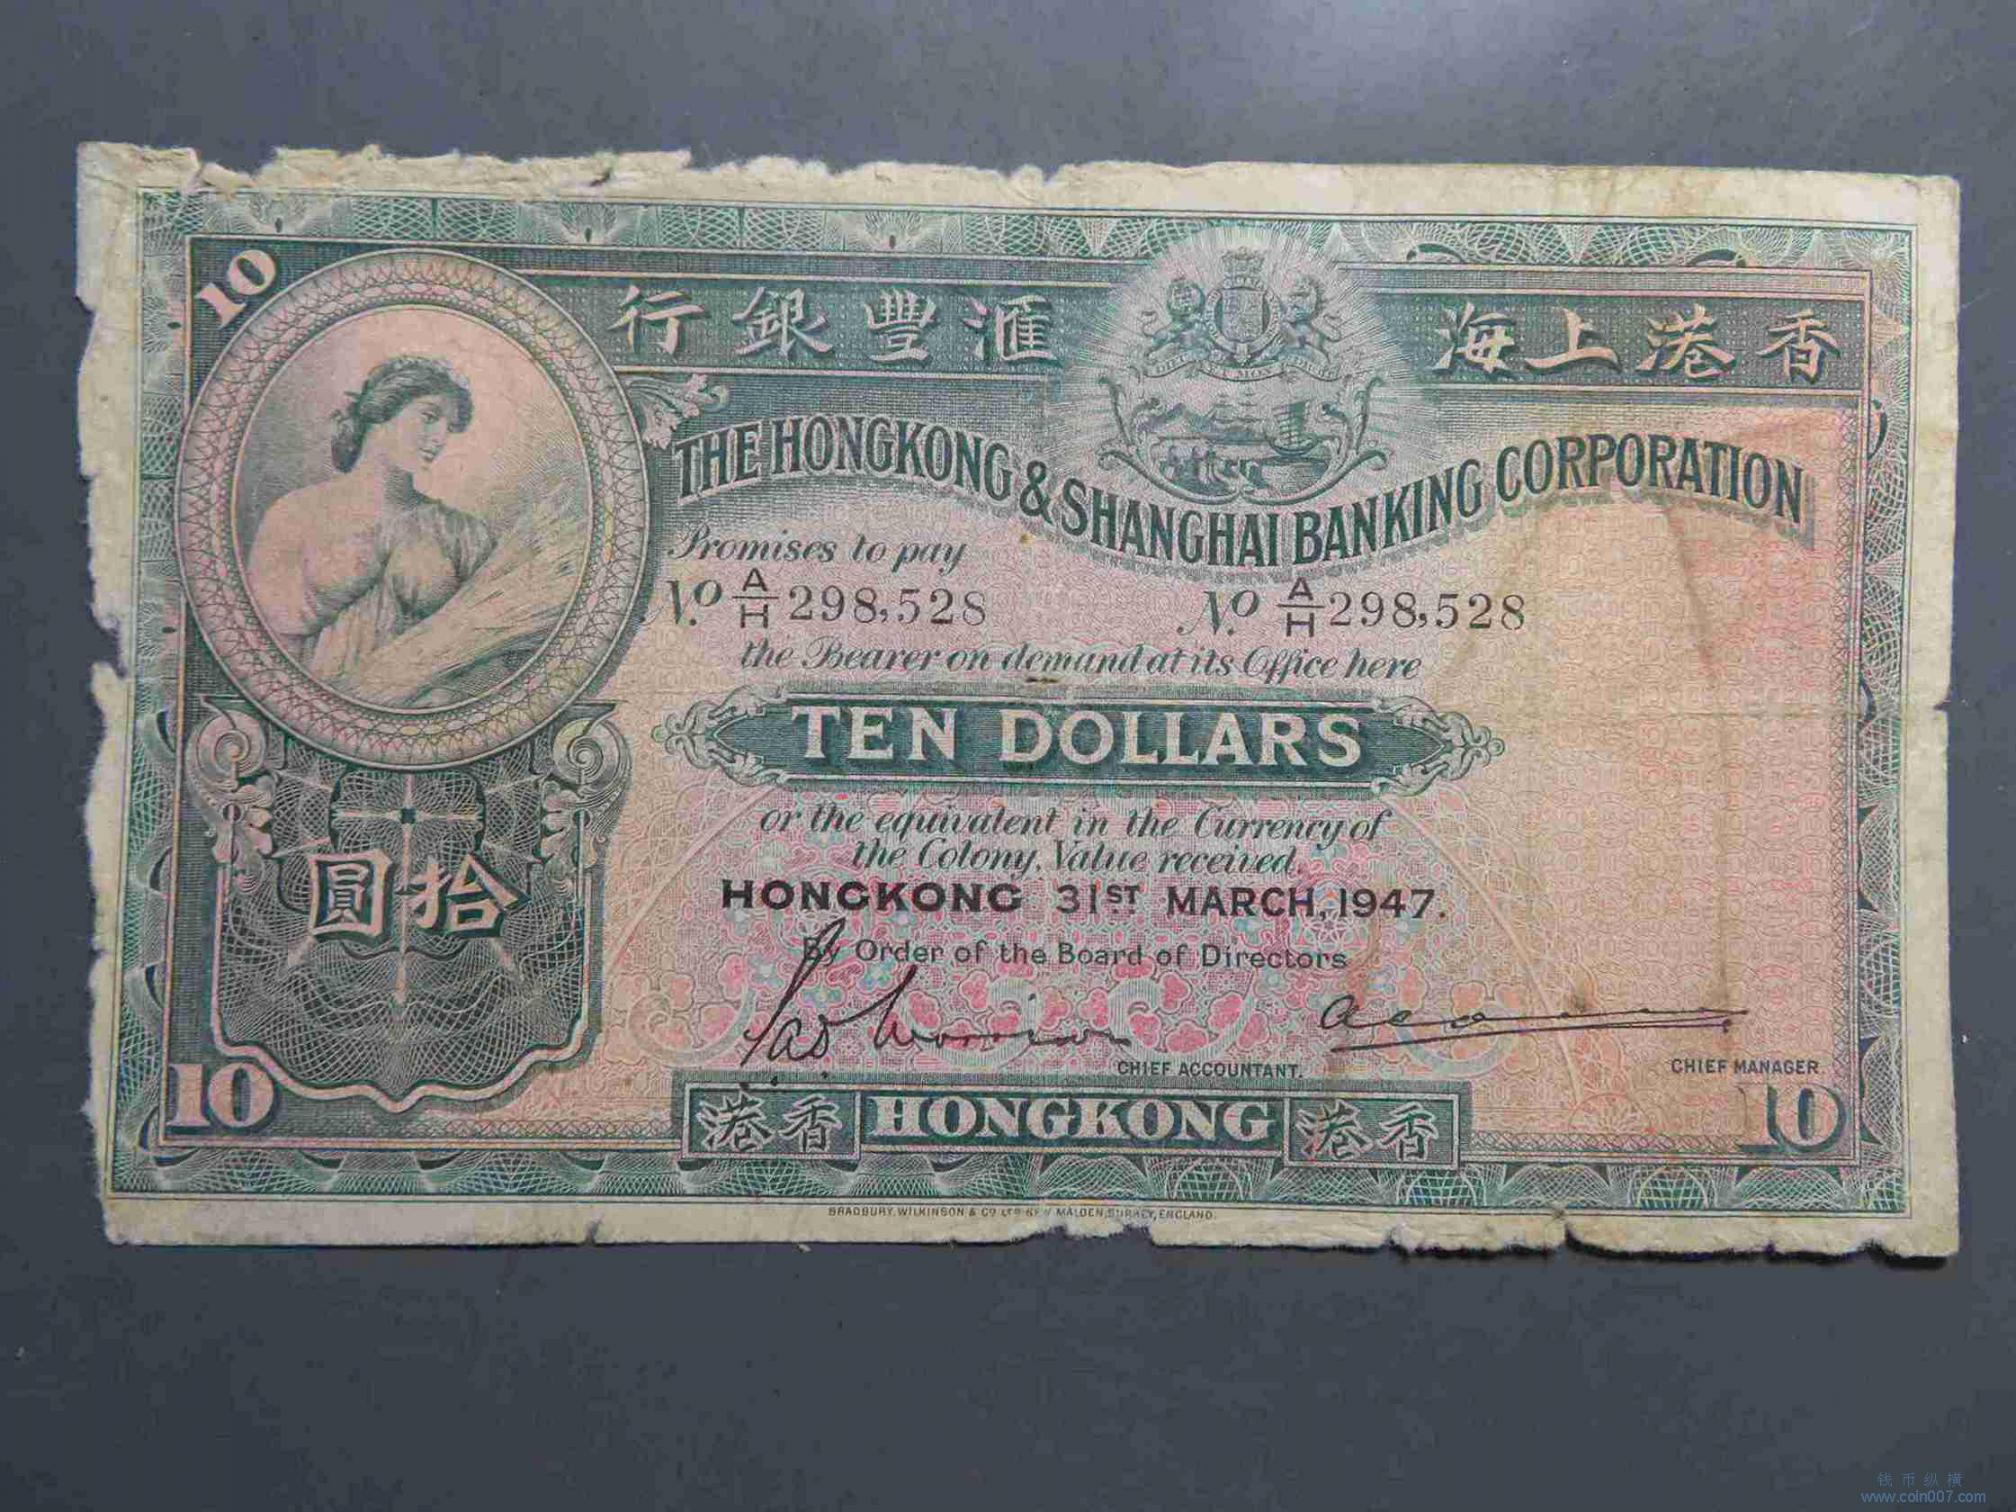 10
行銀豐滙 海上港香
THE HONGKONG & SHANGHAI BANKING CORPORATION
Promises to pay
No. A/H 298,528 No. A/H 298,528
the Bearer on demand at its Office here
TEN DOLLARS
or the equivalent in the Currency of
the Colony, Value received.
圓拾
HONGKONG 31ST MARCH, 1947.
By Order of the Board of Directors
CHIEF ACCOUNTANT.
CHIEF MANAGER.
10 港香 HONGKONG 港香 10
BRADBURY, WILKINSON & Co LTD NEW MALDEN, SURREY, ENGLAND.
钱币纵横
www.coin007.com